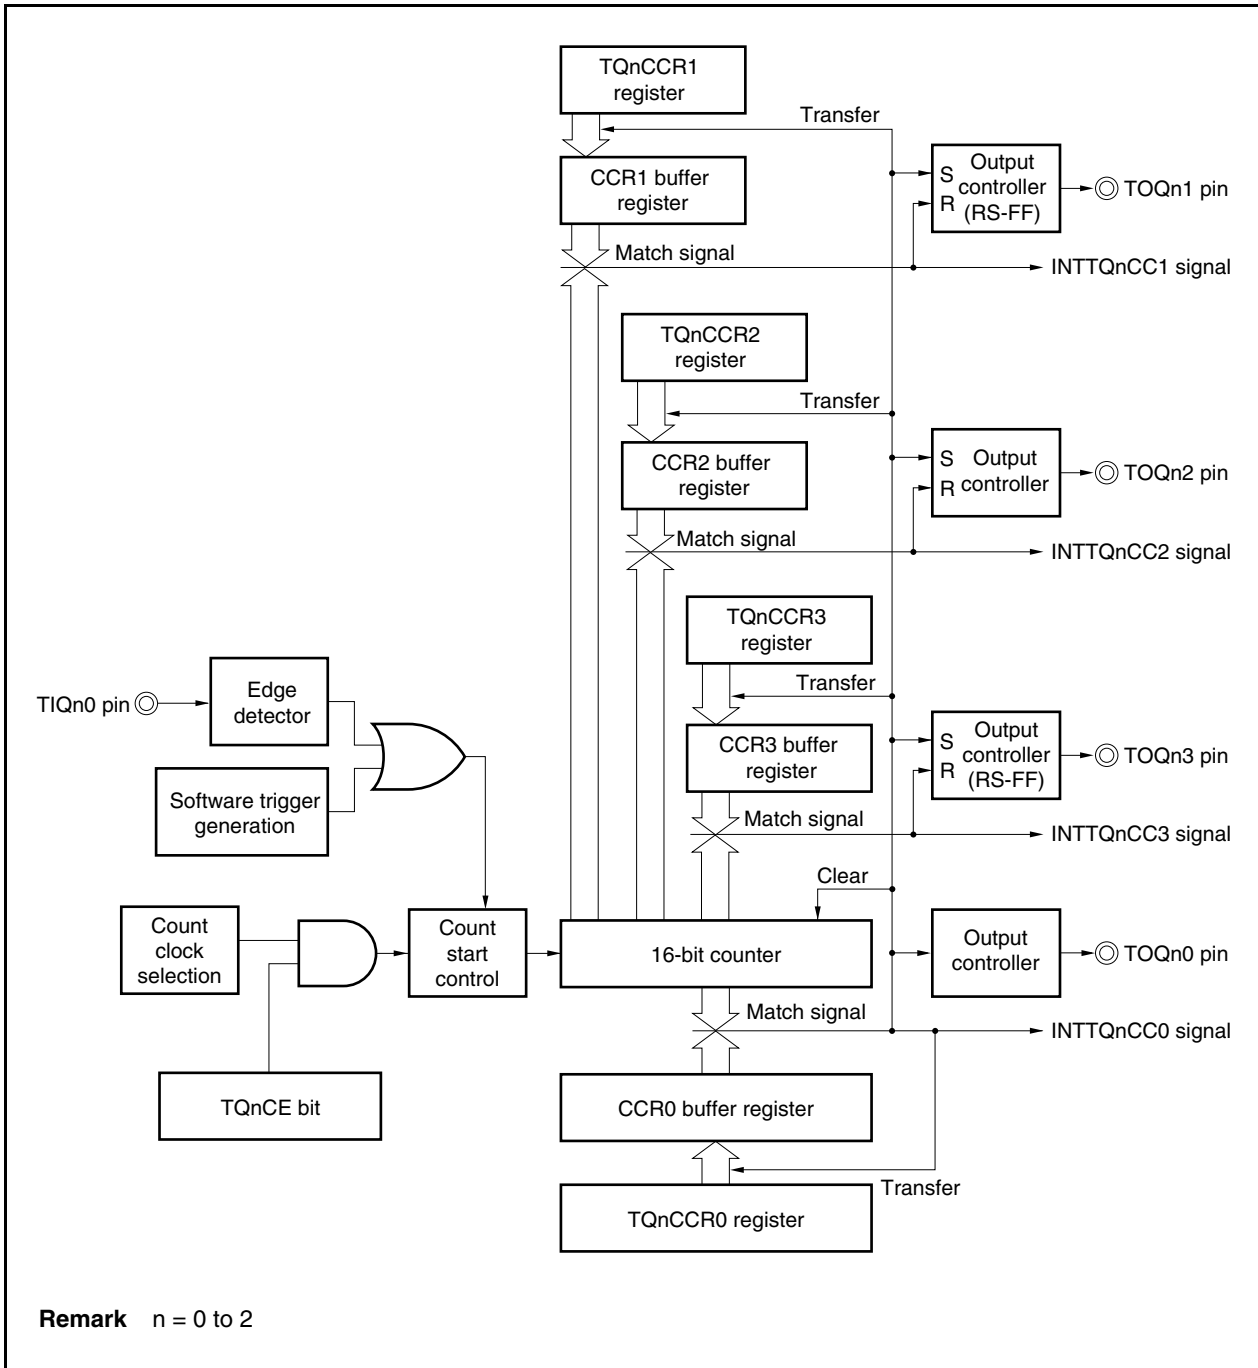 TQnCCR1
register
Transfer
CCR1 buffer
register
S
R
Output
controller
(RS-FF)
TOQn1 pin
Match signal
INTTQnCC1 signal
TQnCCR2
register
Transfer
CCR2 buffer
register
S
R
Output
controller
TOQn2 pin
Match signal
INTTQnCC2 signal
TQnCCR3
register
Transfer
TIQn0 pin
Edge
detector
CCR3 buffer
register
S
R
Output
controller
(RS-FF)
TOQn3 pin
Software trigger
generation
Match signal
INTTQnCC3 signal
Clear
Count
clock
selection
Count
start
control
16-bit counter
Output
controller
TOQn0 pin
Match signal
INTTQnCC0 signal
TQnCE bit
CCR0 buffer register
Transfer
TQnCCR0 register
Remark n = 0 to 2